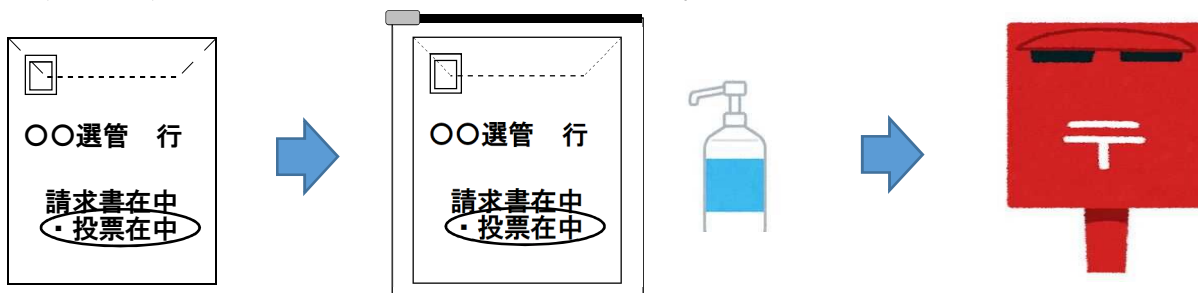 〇〇選管　行
請求書在中
・投票在中
〇〇選管　行
請求書在中
・投票在中
〒